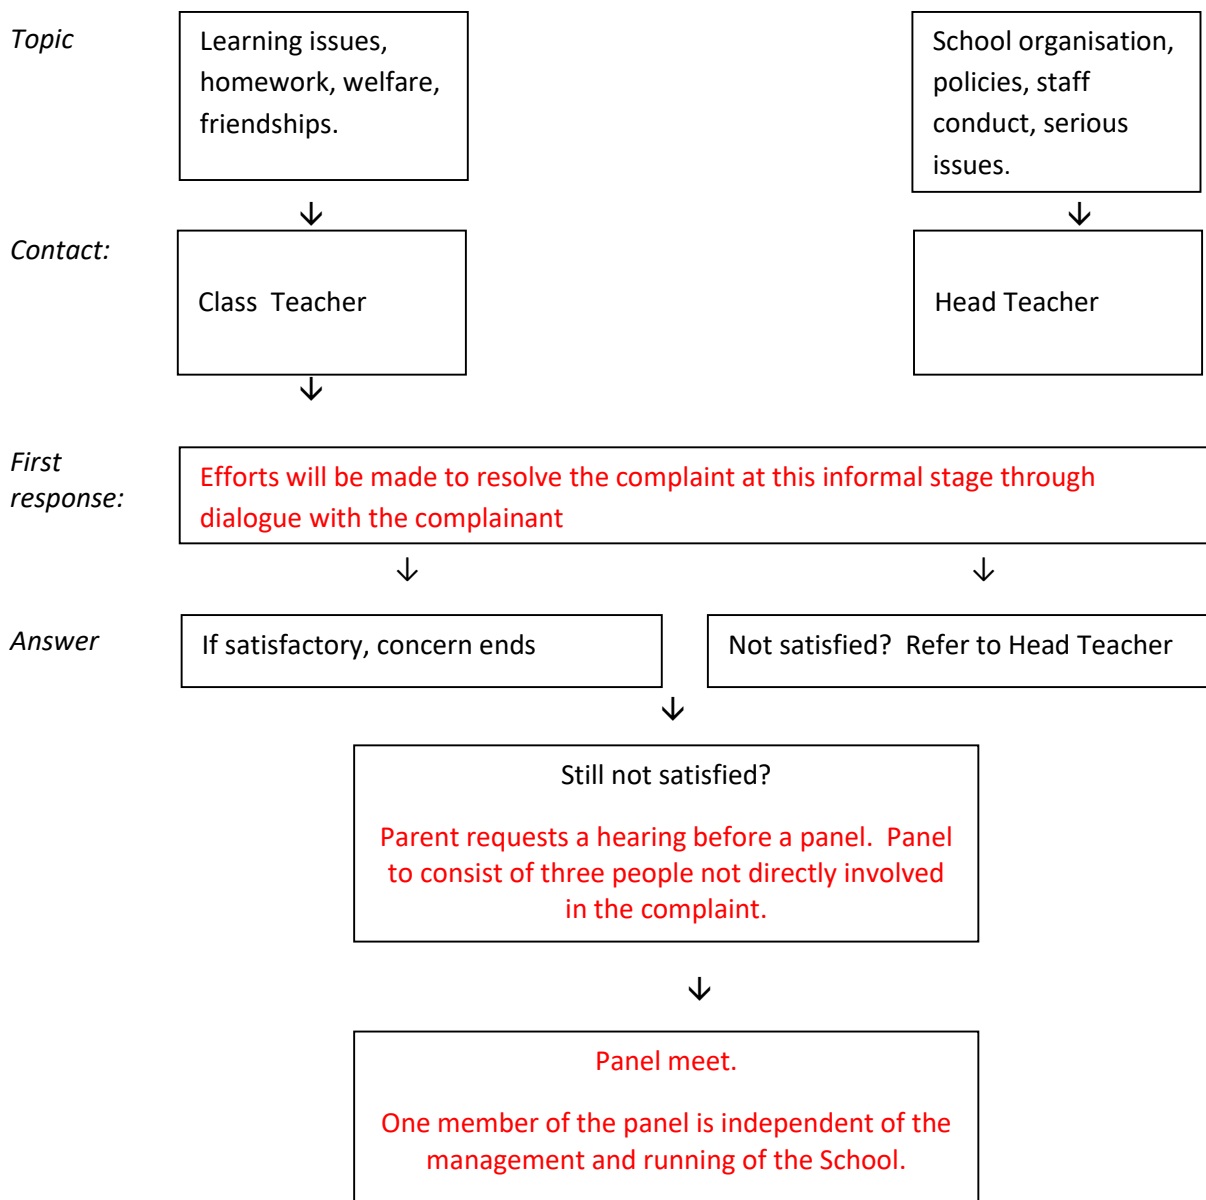 Topic
Learning issues,
homework, welfare,
friendships.
School organisation,
policies, staff
conduct, serious
issues.
Contact:
Class  Teacher
Head Teacher
First
response:
Efforts will be made to resolve the complaint at this informal stage through
dialogue with the complainant
Answer
If satisfactory, concern ends
Not satisfied?  Refer to Head Teacher
Still not satisfied?
Parent requests a hearing before a panel.  Panel
to consist of three people not directly involved
in the complaint.
Panel meet.
One member of the panel is independent of the
management and running of the School.